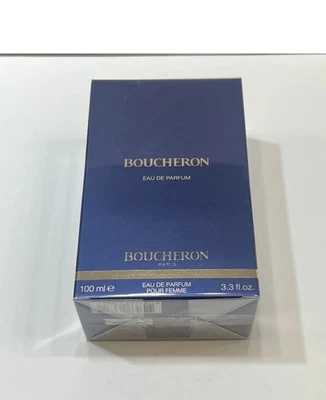 BOUCHERON
EAU DE PARFUM
BOUCHERON
PARIS
100 ml ℮ EAU DE PARFUM 3.3 fl.oz.
POUR FEMME